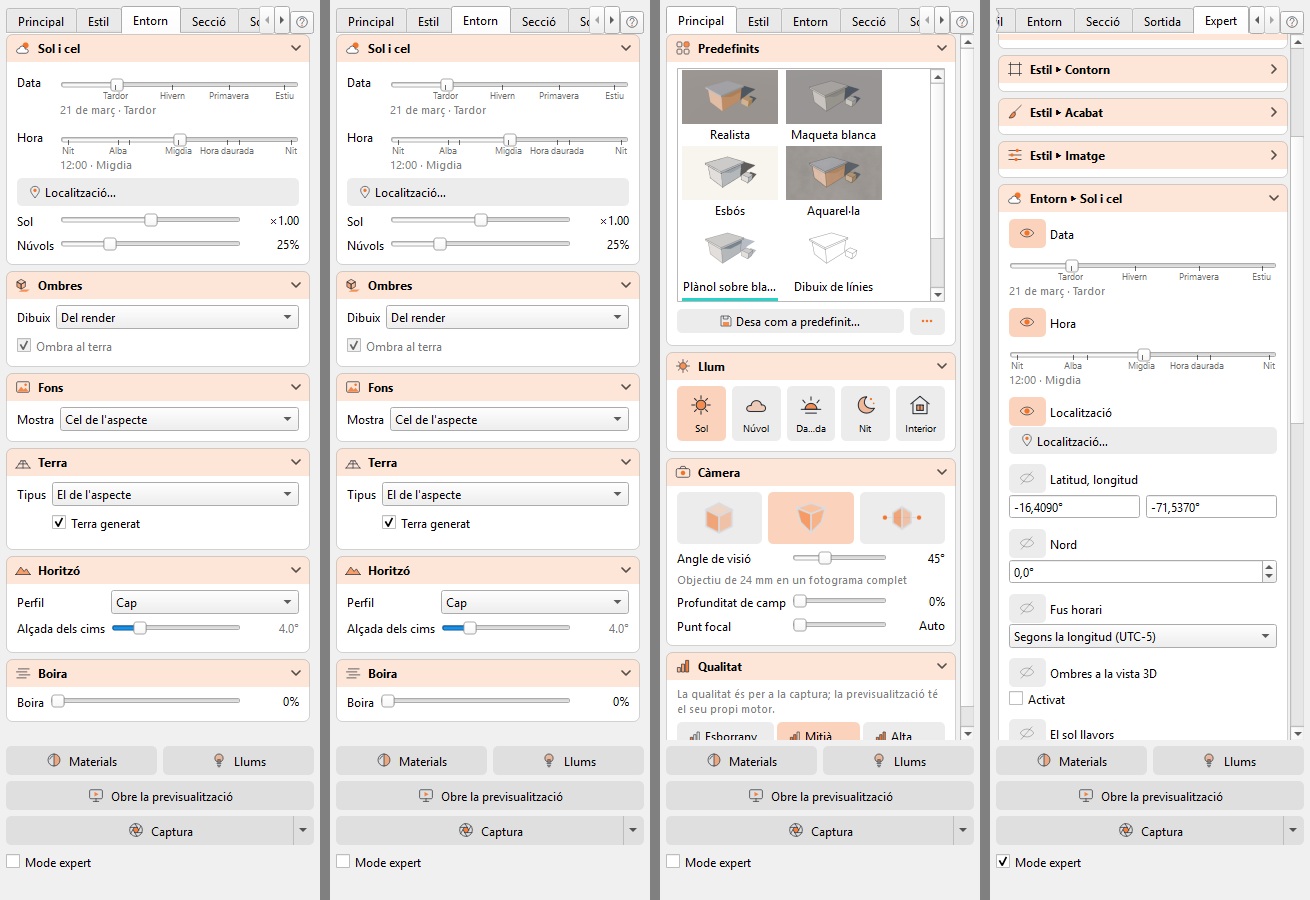 Principal Estil Entorn Secció
Sol i cel
Data
Tardor Hivern Primavera Estiu
21 de març · Tardor
Hora
Nit Alba Migdia Hora daurada Nit
12:00 · Migdia
Localització...
Sol ×1.00
Núvols 25%
Ombres
Dibuix Del render
Ombra al terra
Fons
Mostra Cel de l'aspecte
Terra
Tipus El de l'aspecte
Terra generat
Horitzó
Perfil Cap
Alçada dels cims 4.0°
Boira
Boira 0%
Materials Llums
Obre la previsualització
Captura
Mode expert
Principal Estil Entorn Secció
Sol i cel
Data
Tardor Hivern Primavera Estiu
21 de març · Tardor
Hora
Nit Alba Migdia Hora daurada Nit
12:00 · Migdia
Localització...
Sol ×1.00
Núvols 25%
Ombres
Dibuix Del render
Ombra al terra
Fons
Mostra Cel de l'aspecte
Terra
Tipus El de l'aspecte
Terra generat
Horitzó
Perfil Cap
Alçada dels cims 4.0°
Boira
Boira 0%
Materials Llums
Obre la previsualització
Captura
Mode expert
Principal Estil Entorn Secció
Predefinits
Realista Maqueta blanca
Esbós Aquarel·la
Plànol sobre bla... Dibuix de línies
Desa com a predefinit...
Llum
Sol Núvol Da...da Nit Interior
Càmera
Angle de visió 45°
Objectiu de 24 mm en un fotograma complet
Profunditat de camp 0%
Punt focal Auto
Qualitat
La qualitat és per a la captura; la previsualització té
el seu propi motor.
Esborrany Mitjà Alta
Materials Llums
Obre la previsualització
Captura
Mode expert
Entorn Secció Sortida Expert
Estil ▸ Contorn
Estil ▸ Acabat
Estil ▸ Imatge
Entorn ▸ Sol i cel
Data
Tardor Hivern Primavera Estiu
21 de març · Tardor
Hora
Nit Alba Migdia Hora daurada Nit
12:00 · Migdia
Localització
Localització...
Latitud, longitud
-16,4090° -71,5370°
Nord
0,0°
Fus horari
Segons la longitud (UTC-5)
Ombres a la vista 3D
Activat
El sol llavors
Materials Llums
Obre la previsualització
Captura
Mode expert